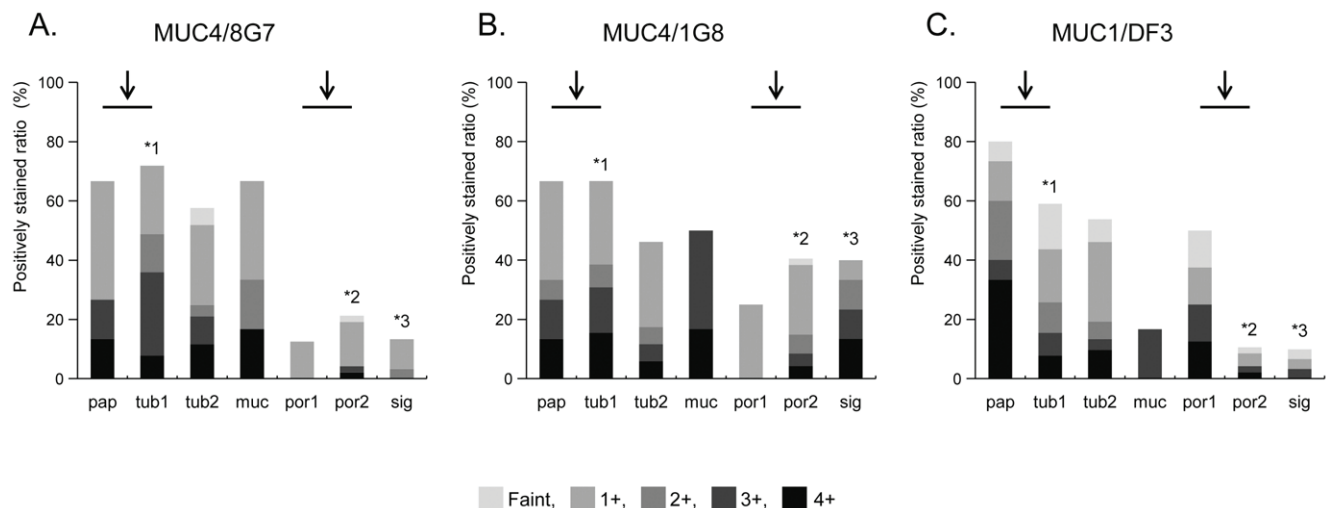 A.
MUC4/8G7
Positively stained ratio (%)
100
80
60
40
20
0
*1
*2
*3
pap tub1 tub2 muc por1 por2 sig
B.
MUC4/1G8
Positively stained ratio (%)
100
80
60
40
20
0
*1
*2
*3
pap tub1 tub2 muc por1 por2 sig
C.
MUC1/DF3
Positively stained ratio (%)
100
80
60
40
20
0
*1
*2
*3
pap tub1 tub2 muc por1 por2 sig
Faint, 1+, 2+, 3+, 4+